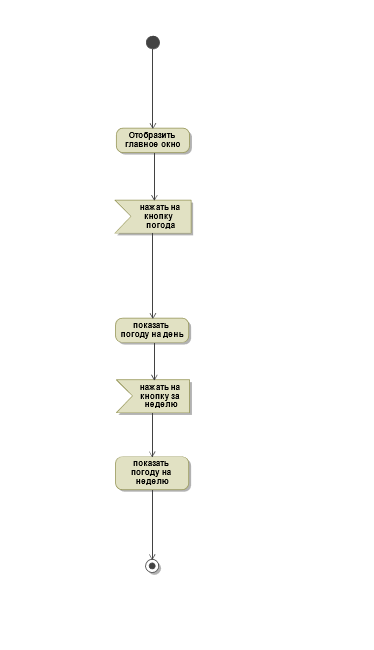 Отобразить
главное окно
нажать на
кнопку
погода
показать
погоду на день
нажать на
кнопку за
неделю
показать
погоду на
неделю